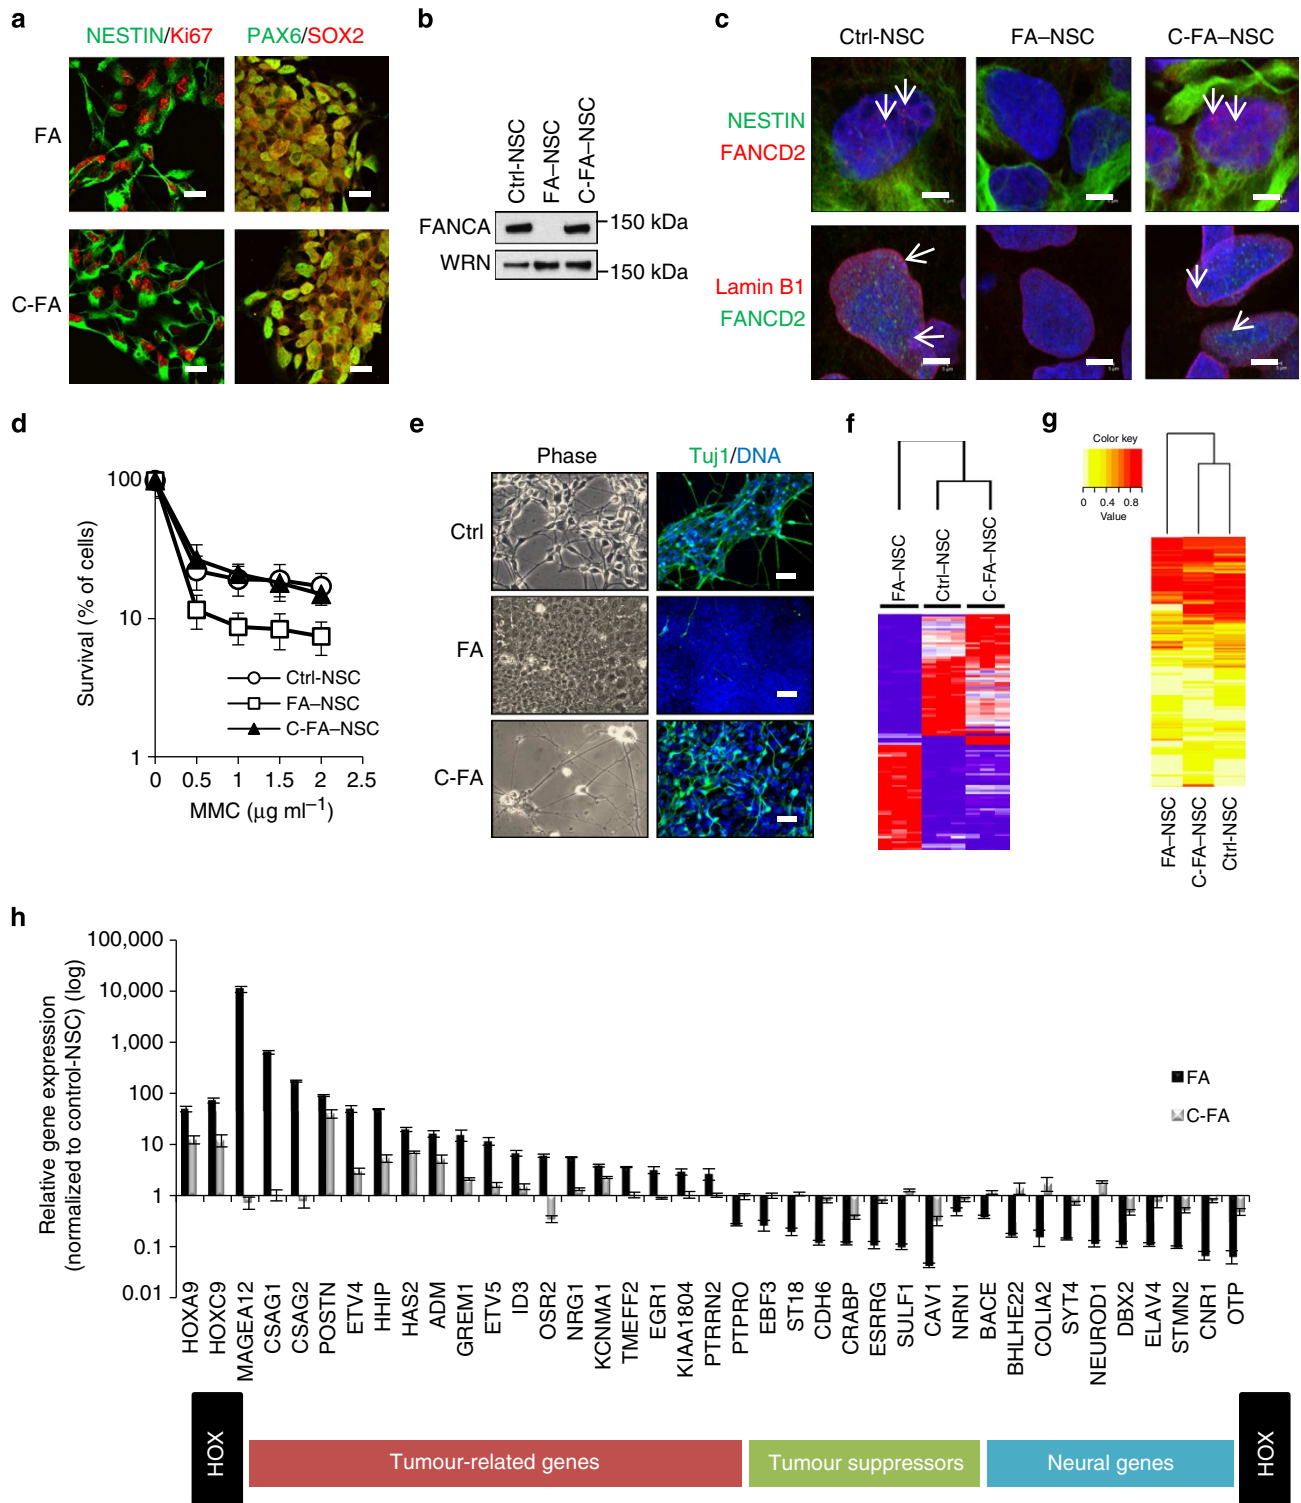 a
NESTIN/Ki67
PAX6/SOX2
FA
C-FA
b
Ctrl-NSC
FA–NSC
C-FA–NSC
FANCA
150 kDa
WRN
150 kDa
c
Ctrl-NSC
FA–NSC
C-FA–NSC
NESTIN
FANCD2
Lamin B1
FANCD2
d
Survival (% of cells)
100
10
1
0
0.5
1
1.5
2
2.5
MMC (µg ml⁻¹)
Ctrl-NSC
FA–NSC
C-FA–NSC
e
Phase
Tuj1/DNA
Ctrl
FA
C-FA
f
FA–NSC
Ctrl–NSC
C-FA–NSC
g
Color key
0
0.4
0.8
Value
FA–NSC
C-FA–NSC
Ctrl-NSC
h
Relative gene expression
(normalized to control-NSC) (log)
100,000
10,000
1,000
100
10
1
0.1
0.01
FA
C-FA
HOXA9
HOXC9
MAGEA12
CSAG1
CSAG2
POSTN
ETV4
HHIP
HAS2
ADM
GREM1
ETV5
ID3
OSR2
NRG1
KCNMA1
TMEFF2
EGR1
KIAA1804
PTRRN2
PTPRO
EBF3
ST18
CDH6
CRABP
ESRRG
SULF1
CAV1
NRN1
BACE
BHLHE22
COLIA2
SYT4
NEUROD1
DBX2
ELAV4
STMN2
CNR1
OTP
HOX
Tumour-related genes
Tumour suppressors
Neural genes
HOX